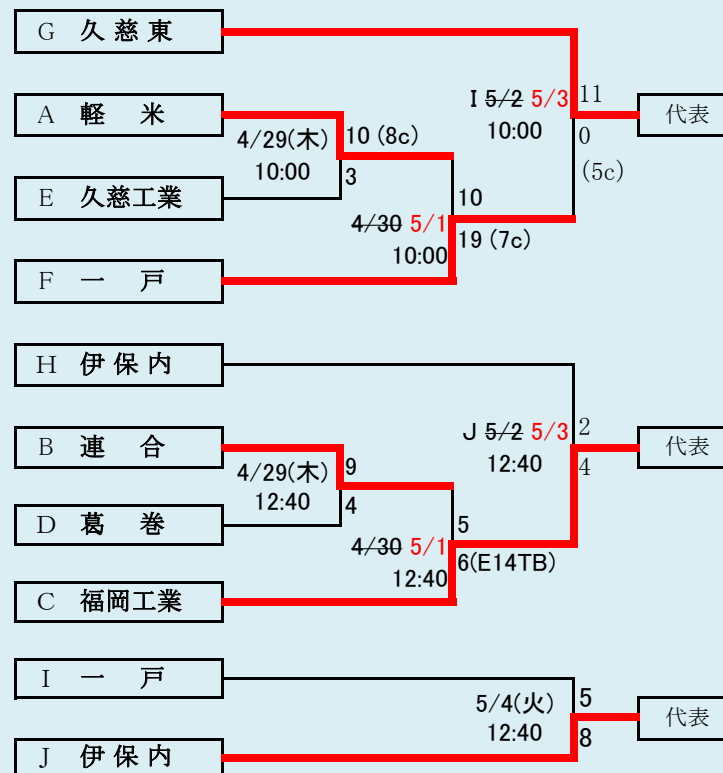 G 久慈東
I 5/2 5/3 11
代表
A 軽 米
10:00 0
4/29(木) 10 (8c)
10:00 3
(5c)
E 久慈工業
10
4/30 5/1
10:00 19 (7c)
F 一 戸
H 伊保内
J 5/2 5/3 2
代表
B 連 合
12:40 4
4/29(木) 9
12:40 4
D 葛 巻
5
4/30 5/1
12:40 6(E14TB)
C 福岡工業
I 一 戸
5/4(火) 5
代表
12:40 8
J 伊保内